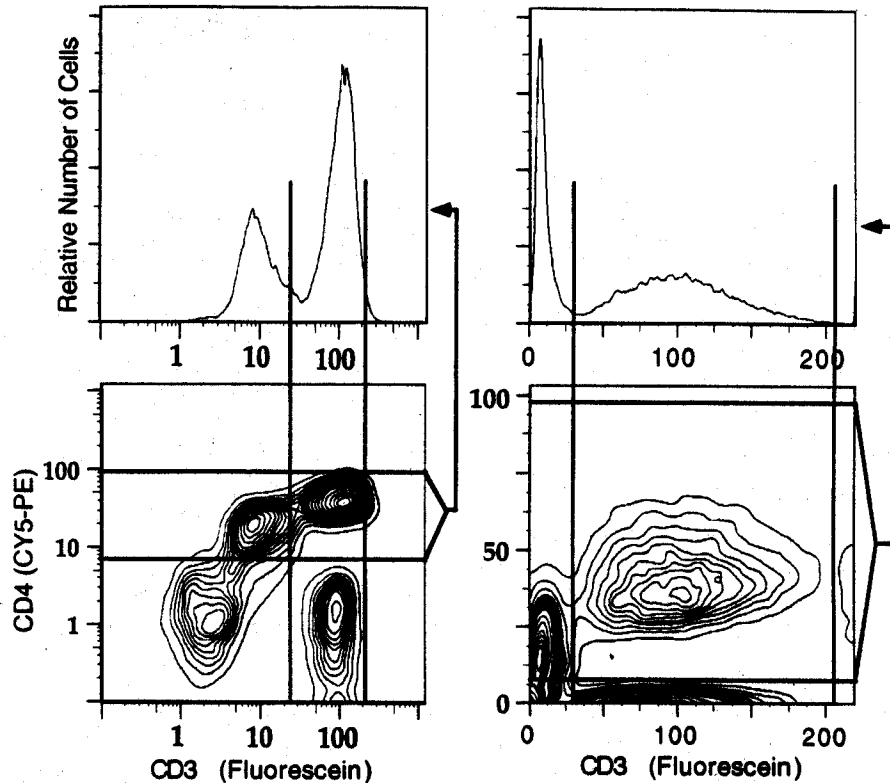 Relative Number of Cells
1 10 100
0 100 200
CD4 (CY5-PE)
100
10
1
100
50
0
1 10 100
0 100 200
CD3 (Fluorescein)
CD3 (Fluorescein)